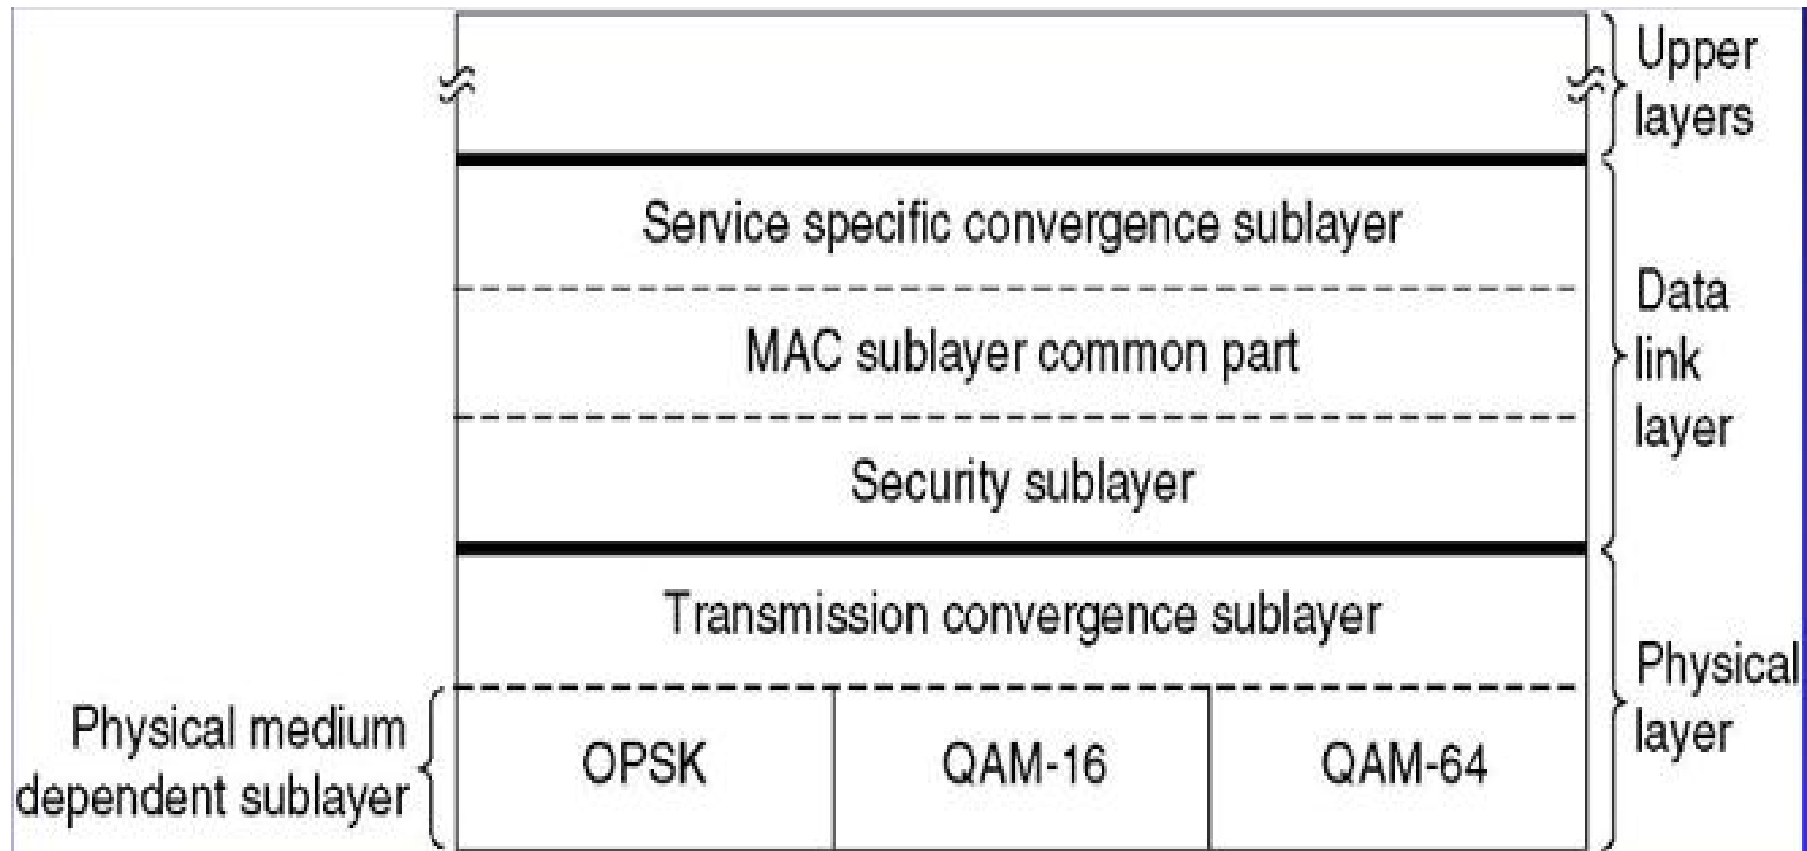 Upper
layers
Service specific convergence sublayer
MAC sublayer common part
Security sublayer
Data
link
layer
Transmission convergence sublayer
Physical medium
dependent sublayer
OPSK
QAM-16
QAM-64
Physical
layer